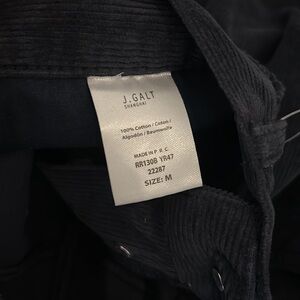 J.GALT
SHANGHAI
100% Cotton / Coton /
Algodón / Baumwolle
MADE IN P. R. C.
RR1308 YR47
22287
SIZE: M